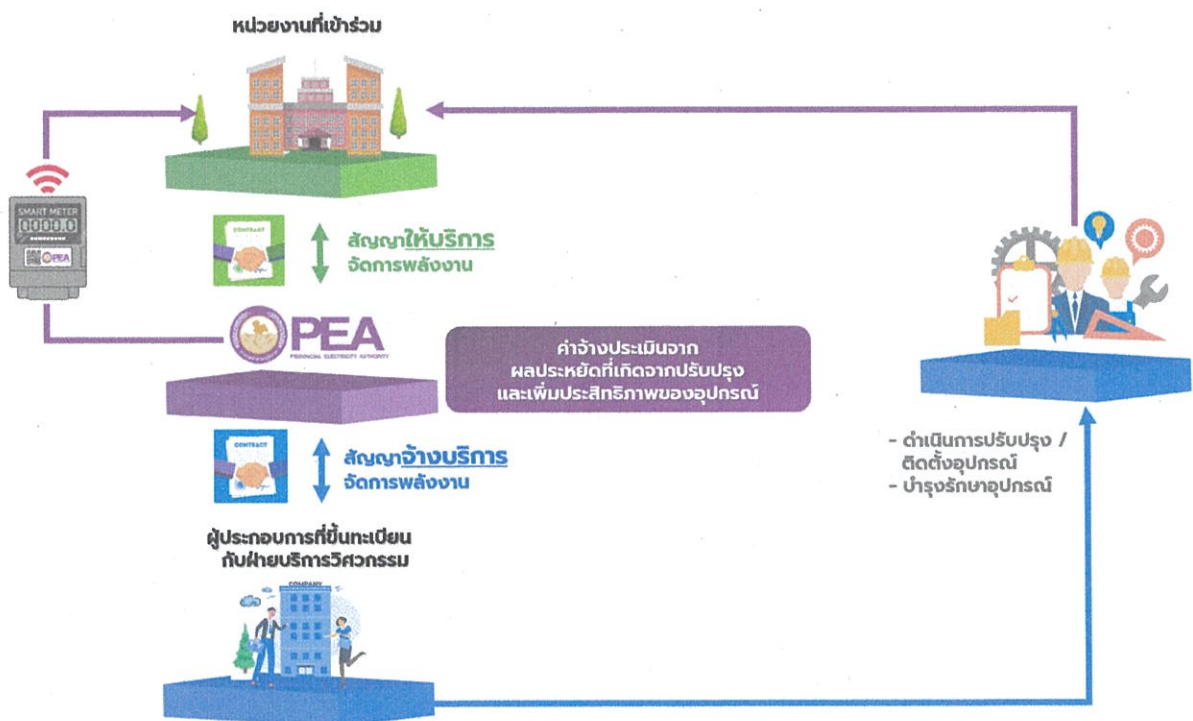 หน่วยงานที่เข้าร่วม
SMART METER
0000.0
PEA
CONTRACT
สัญญาให้บริการ
จัดการพลังงาน
PEA
PROVINCIAL ELECTRICITY AUTHORITY
ค่าจ้างประเมินจาก
ผลประหยัดที่เกิดจากปรับปรุง
และเพิ่มประสิทธิภาพของอุปกรณ์
CONTRACT
สัญญาจ้างบริการ
จัดการพลังงาน
- ดำเนินการปรับปรุง /
ติดตั้งอุปกรณ์
- บำรุงรักษาอุปกรณ์
ผู้ประกอบการที่ขึ้นทะเบียน
กับฝ่ายบริการวิศวกรรม
COMPANY